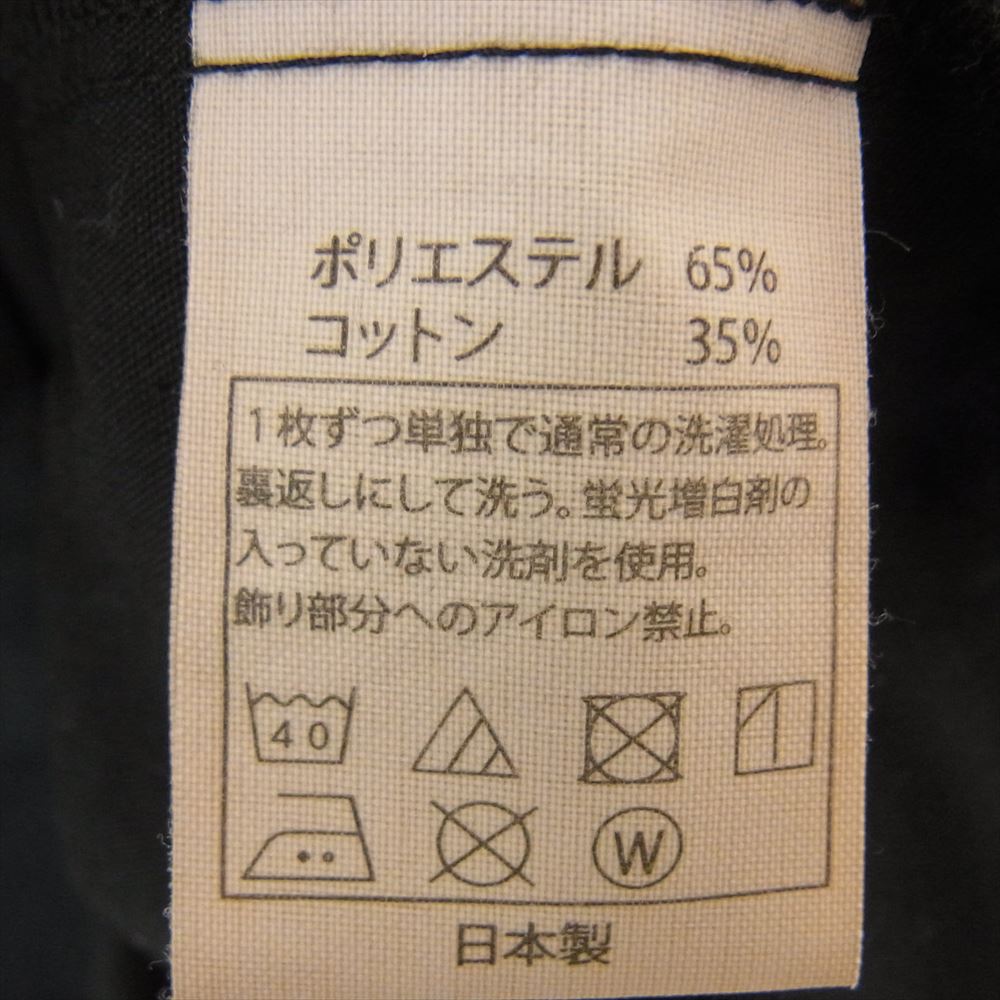 ポリエステル 65%
コットン 35%
1枚ずつ単独で通常の洗濯処理。
裏返しにして洗う。蛍光増白剤の
入っていない洗剤を使用。
飾り部分へのアイロン禁止。
40
W
日本製